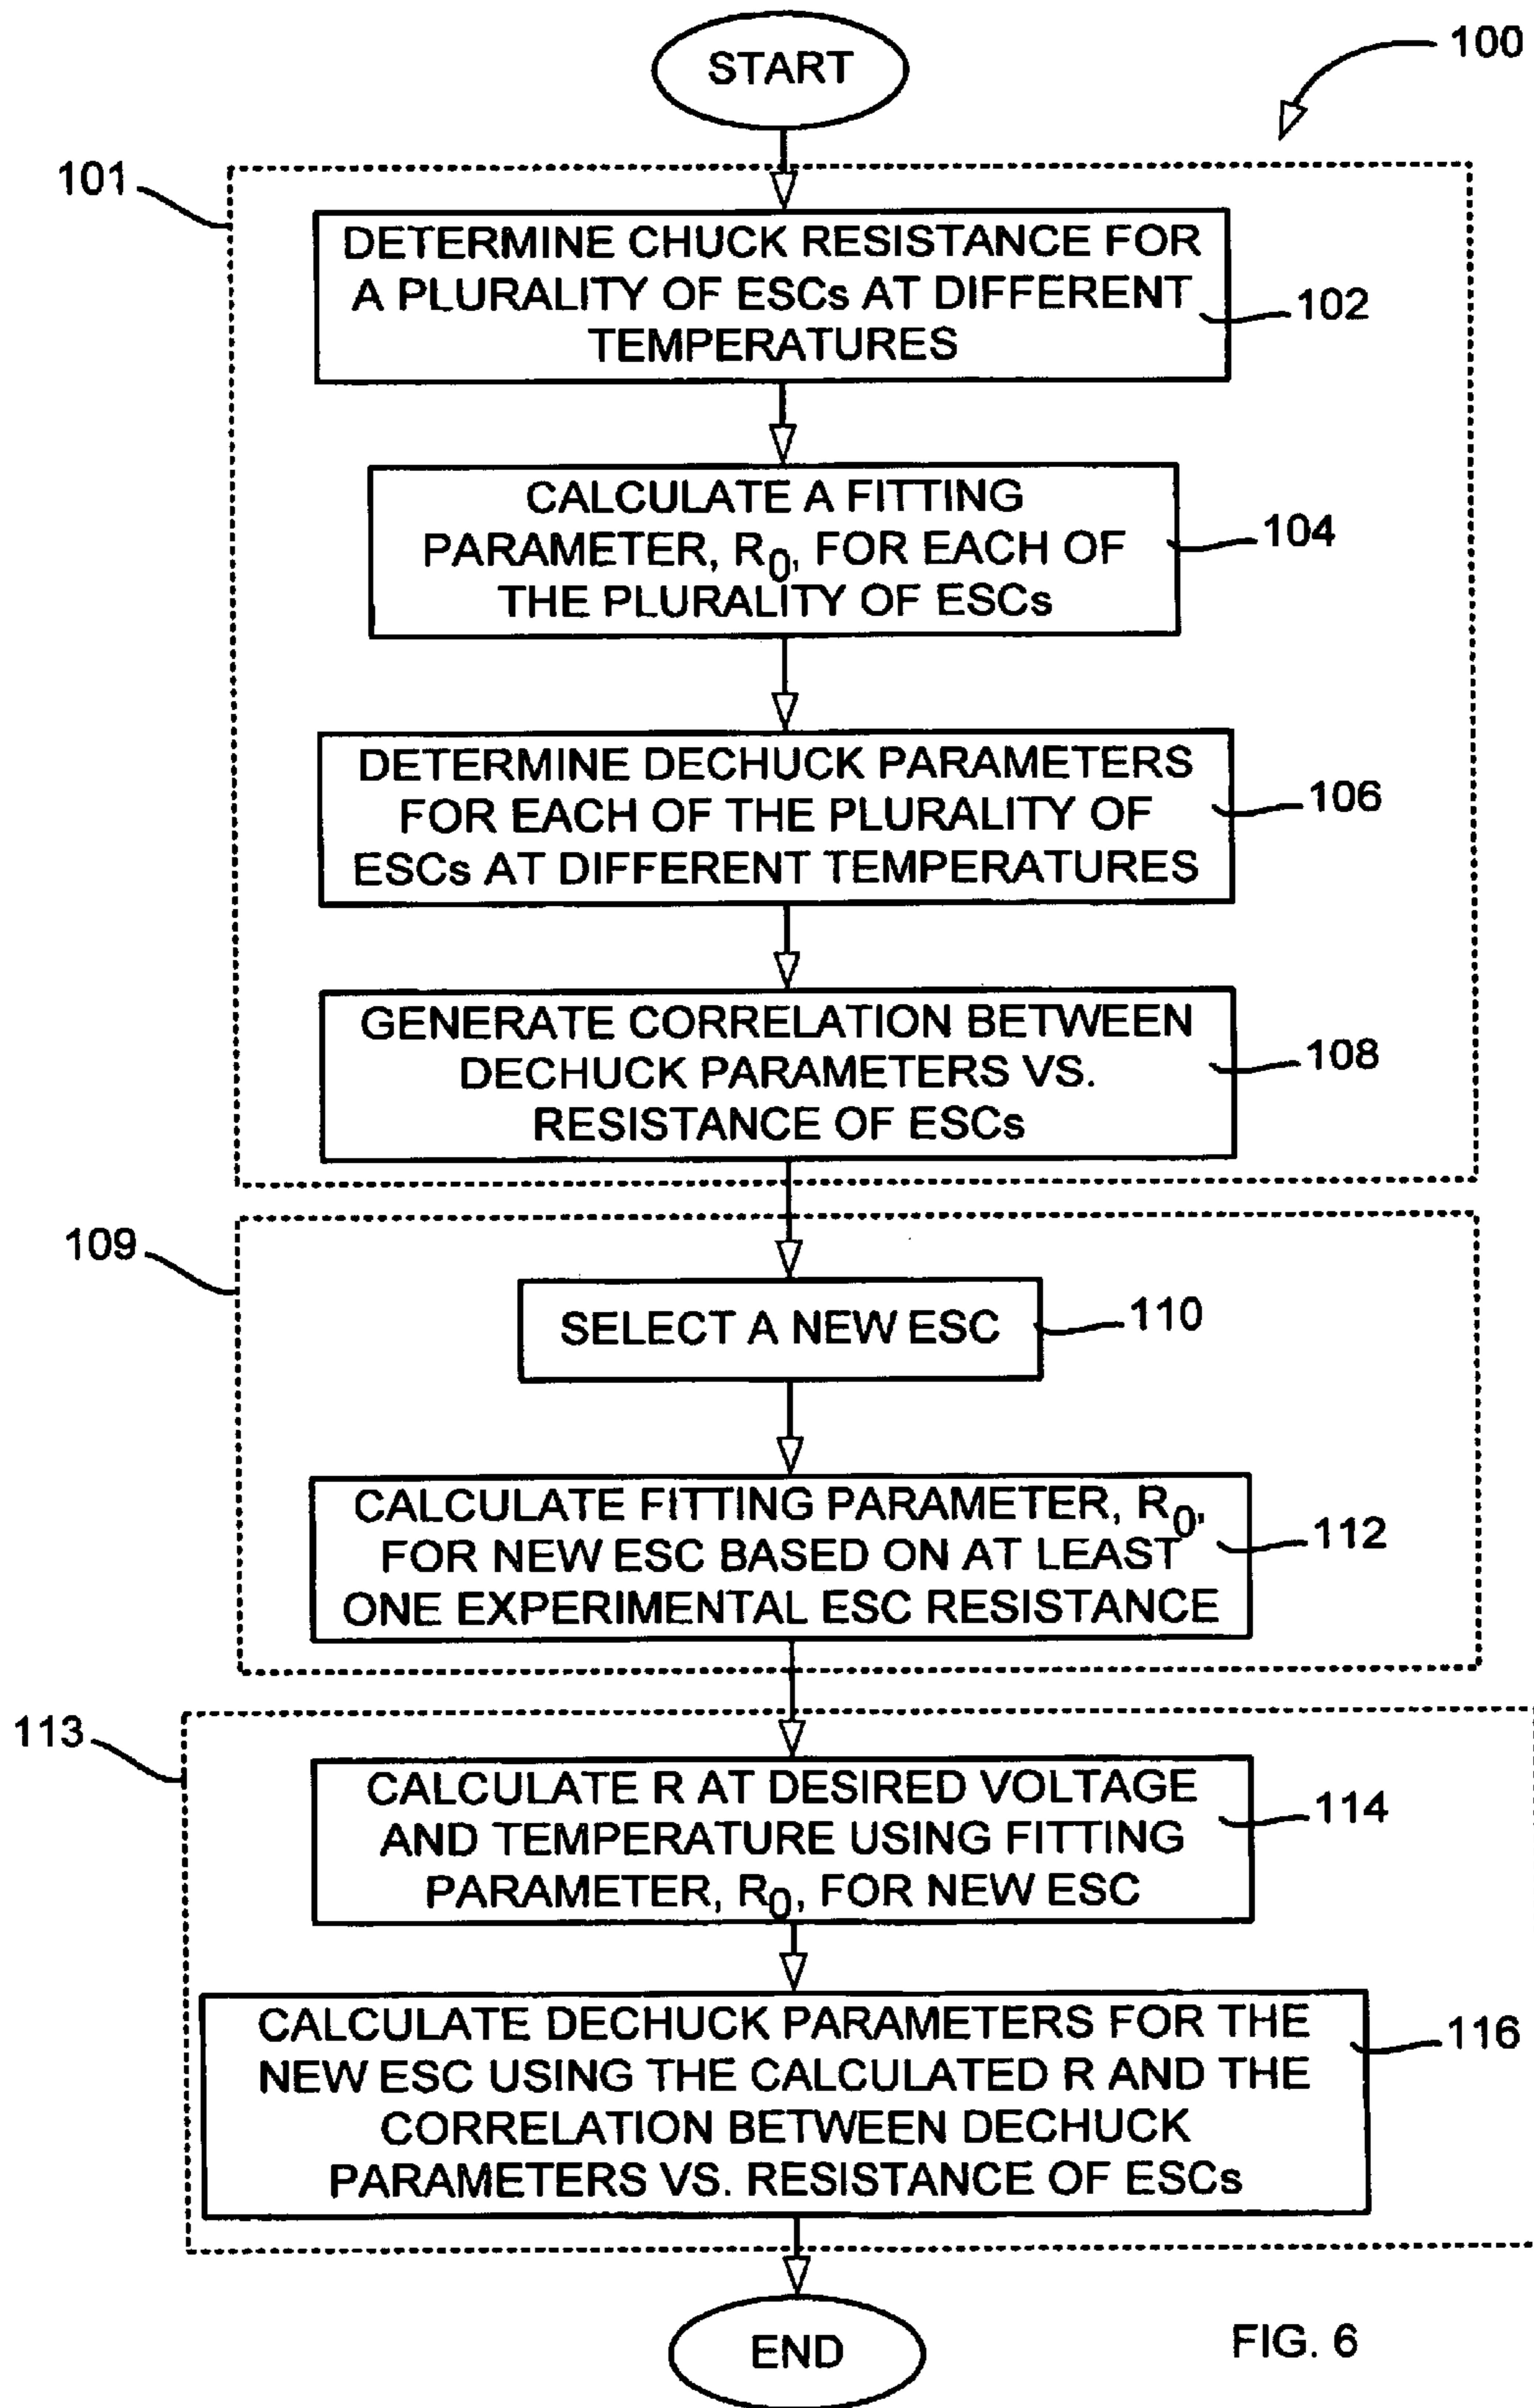 START
100
101
DETERMINE CHUCK RESISTANCE FOR
A PLURALITY OF ESCs AT DIFFERENT
TEMPERATURES
102
CALCULATE A FITTING
PARAMETER, R0, FOR EACH OF
THE PLURALITY OF ESCs
104
DETERMINE DECHUCK PARAMETERS
FOR EACH OF THE PLURALITY OF
ESCs AT DIFFERENT TEMPERATURES
106
GENERATE CORRELATION BETWEEN
DECHUCK PARAMETERS VS.
RESISTANCE OF ESCs
108
109
SELECT A NEW ESC
110
CALCULATE FITTING PARAMETER, R0,
FOR NEW ESC BASED ON AT LEAST
ONE EXPERIMENTAL ESC RESISTANCE
112
113
CALCULATE R AT DESIRED VOLTAGE
AND TEMPERATURE USING FITTING
PARAMETER, R0, FOR NEW ESC
114
CALCULATE DECHUCK PARAMETERS FOR THE
NEW ESC USING THE CALCULATED R AND THE
CORRELATION BETWEEN DECHUCK
PARAMETERS VS. RESISTANCE OF ESCs
116
END
FIG. 6